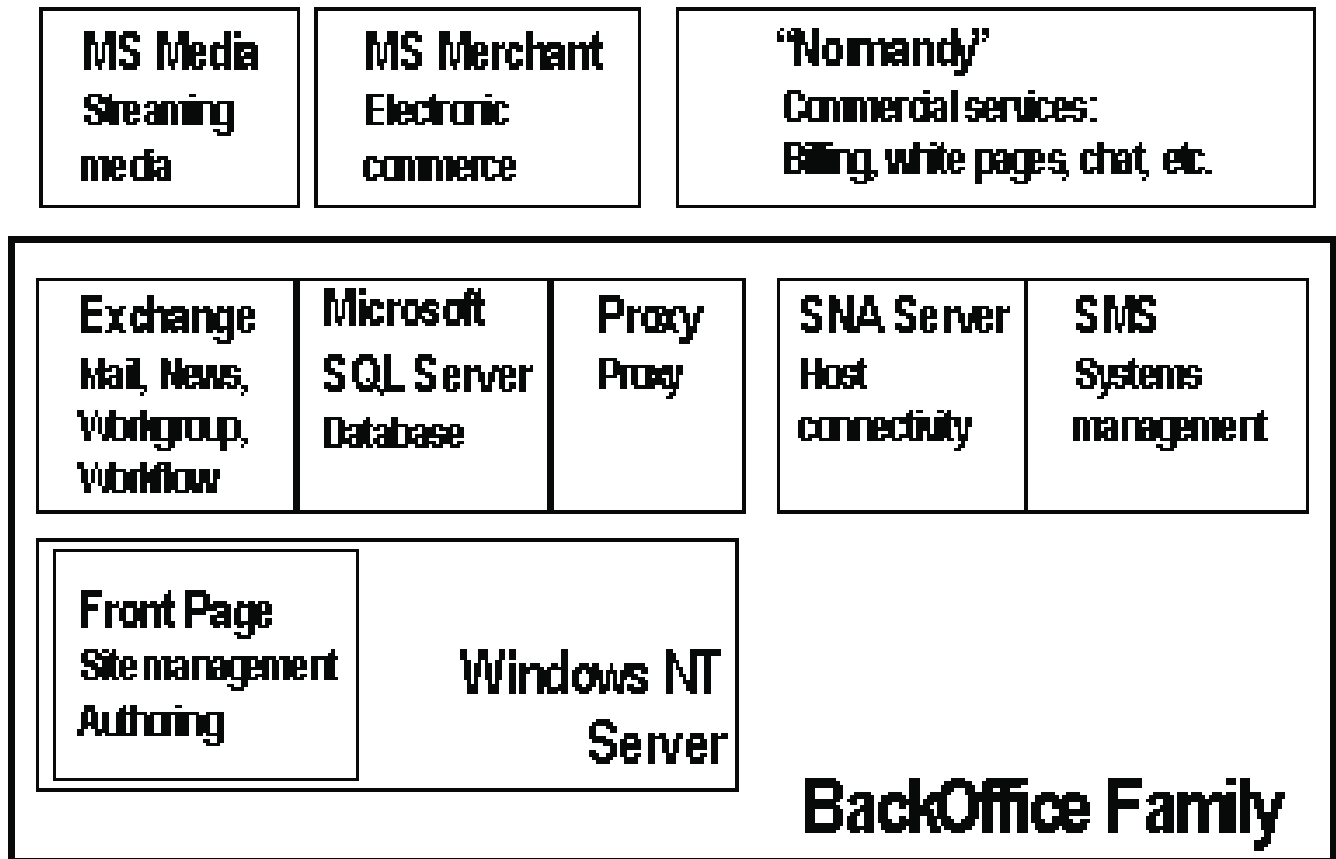 MS Media
Streaming
media
MS Merchant
Electronic
commerce
“Normandy”
Commercial services:
Billing, white pages, chat, etc.
Exchange
Mail, News,
Workgroup,
Workflow
Microsoft
SQL Server
Database
Proxy
Proxy
SNA Server
Host
connectivity
SMS
Systems
management
Front Page
Site management
Authoring
Windows NT
Server
BackOffice Family